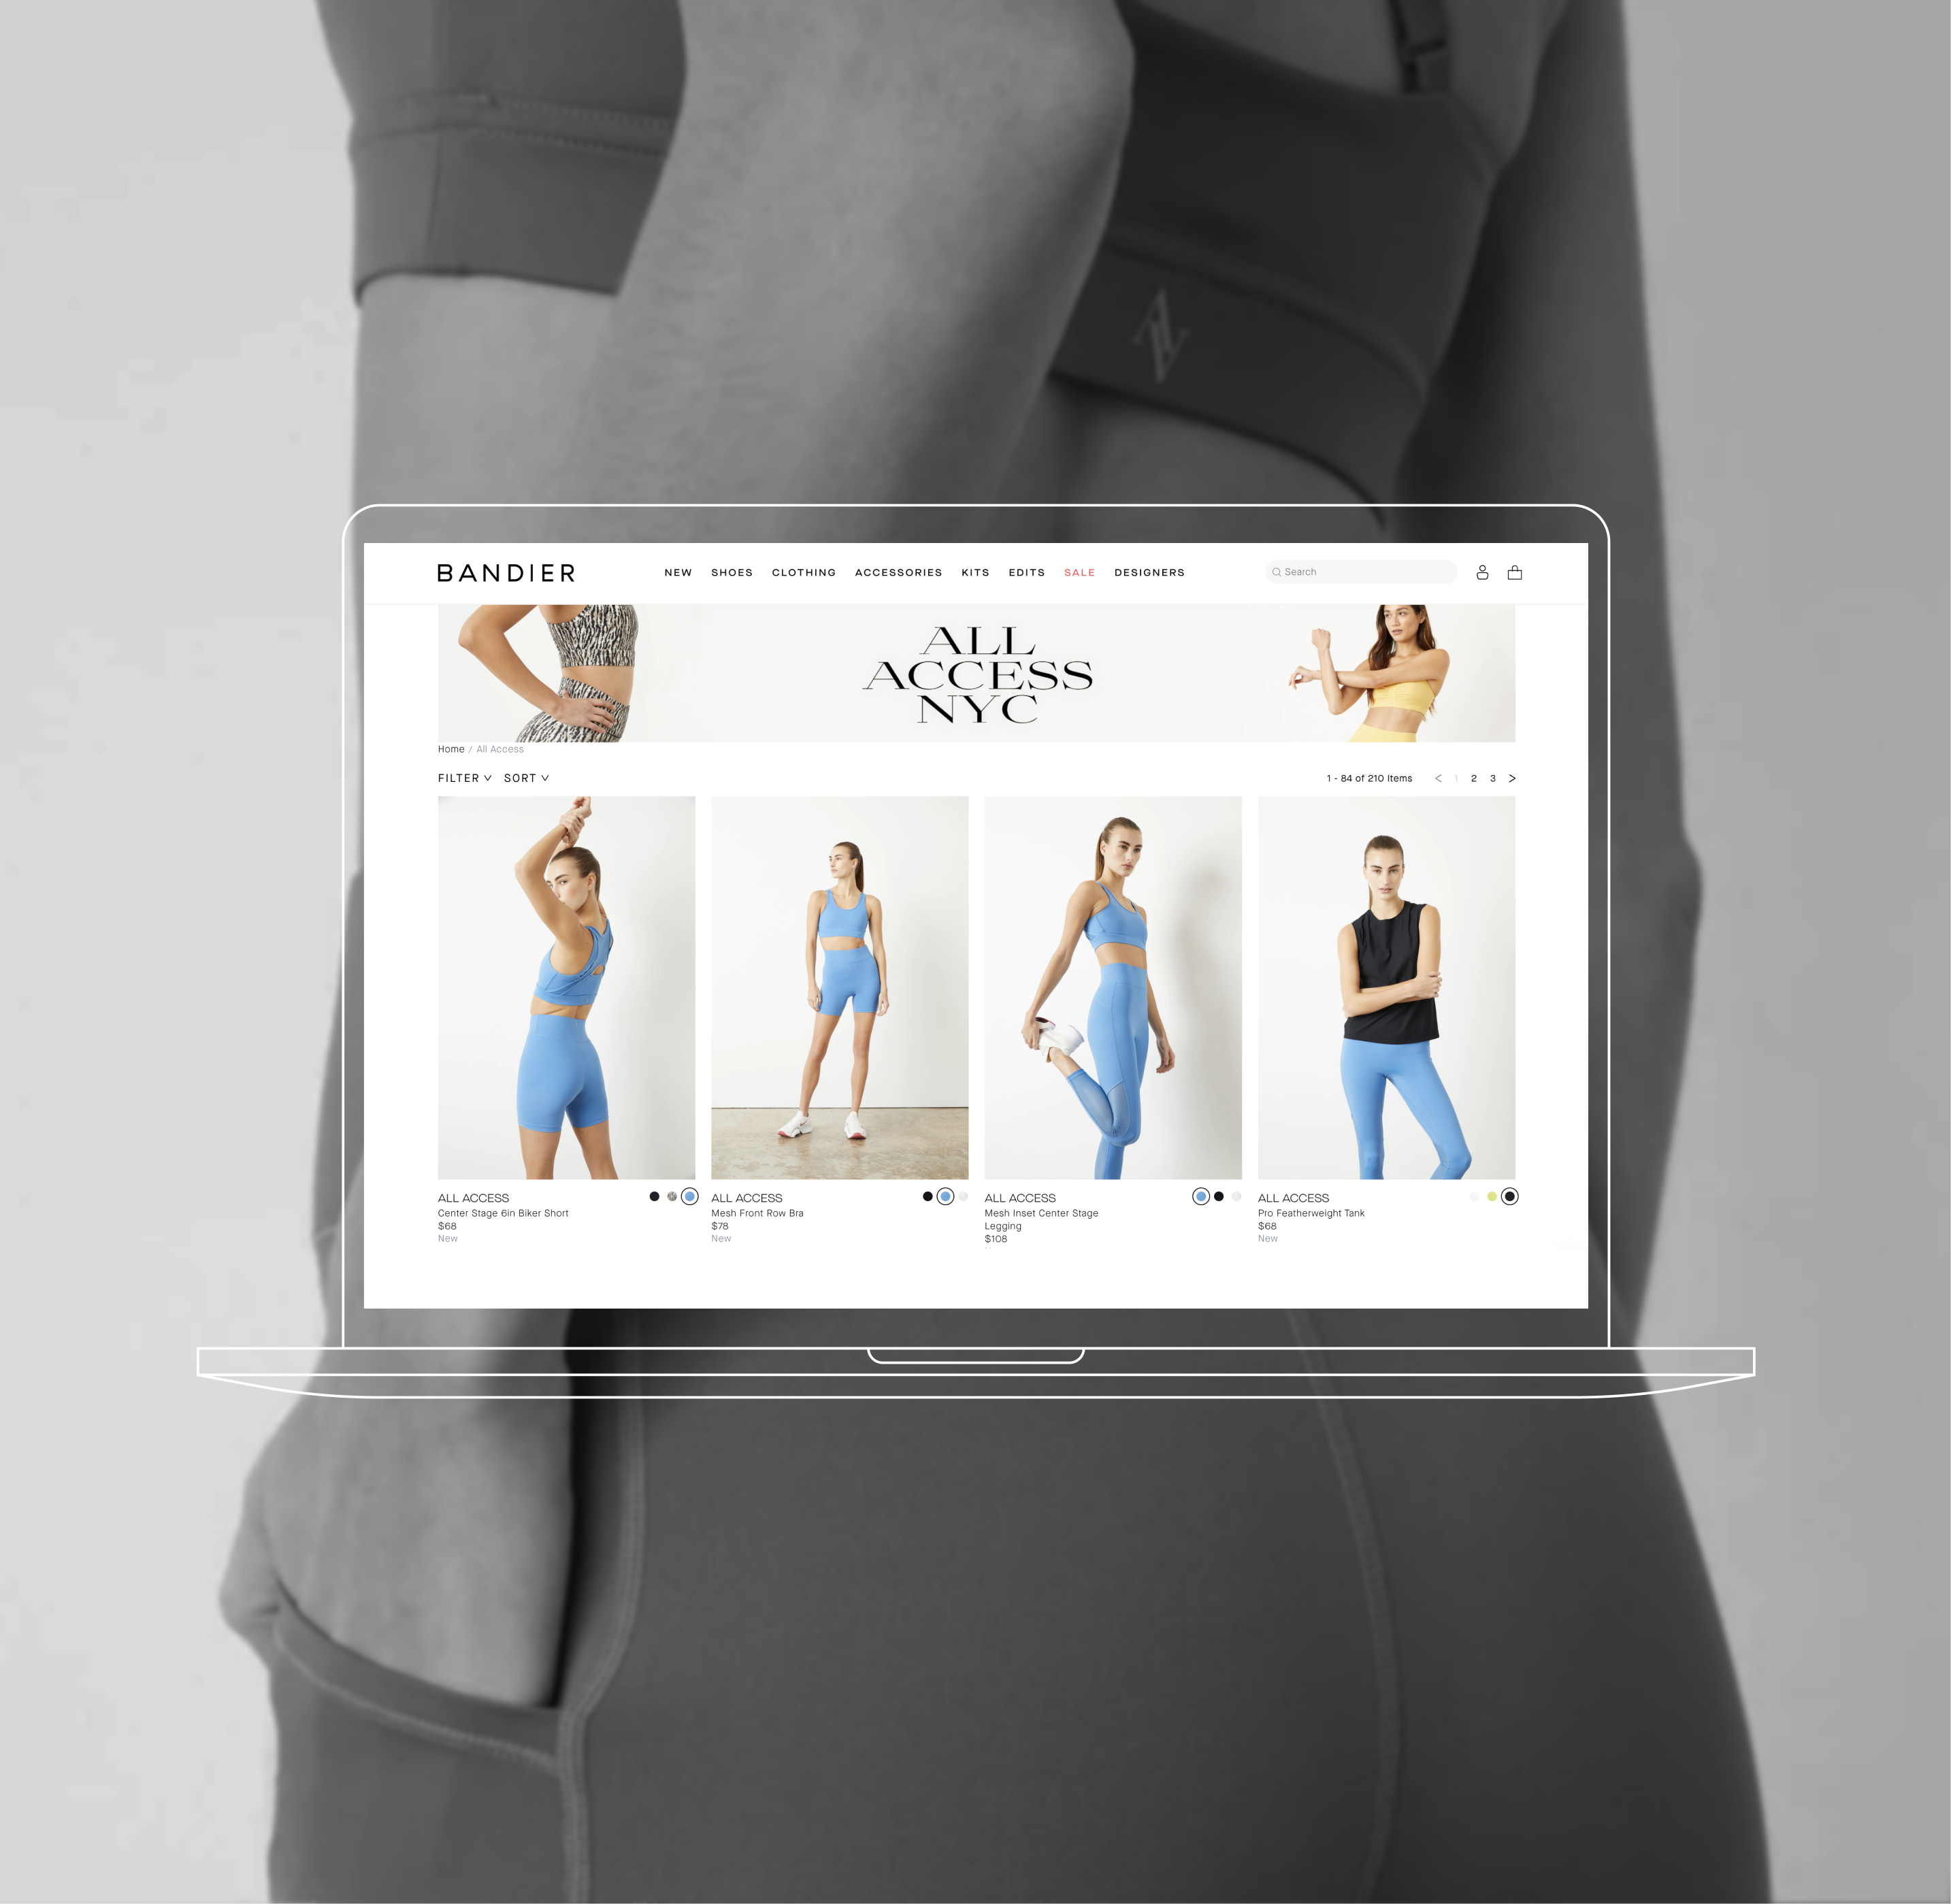 BANDIER
NEW SHOES CLOTHING ACCESSORIES KITS EDITS SALE DESIGNERS
Search
ALL
ACCESS
NYC
Home / All Access
FILTER SORT
1 - 84 of 210 Items < 1 2 3 >
ALL ACCESS
Center Stage 6in Biker Short
$68
New
ALL ACCESS
Mesh Front Row Bra
$78
New
ALL ACCESS
Mesh Inset Center Stage
Legging
$108
ALL ACCESS
Pro Featherweight Tank
$68
New